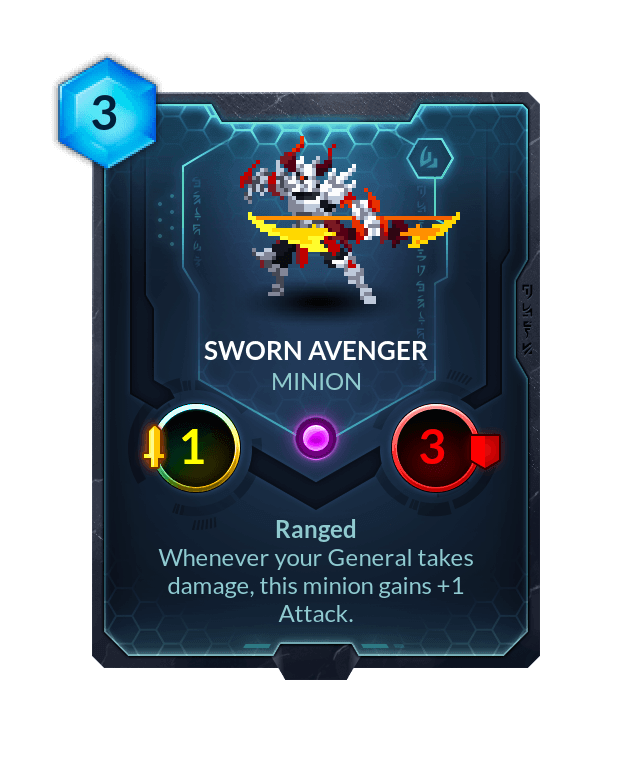 3
SWORN AVENGER
MINION
1
3
Ranged
Whenever your General takes
damage, this minion gains +1
Attack.